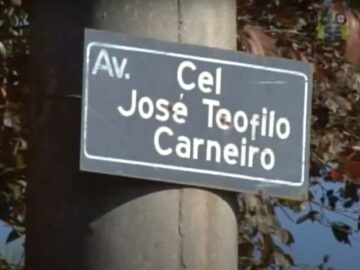 Av.
Cel
José Teofilo
Carneiro